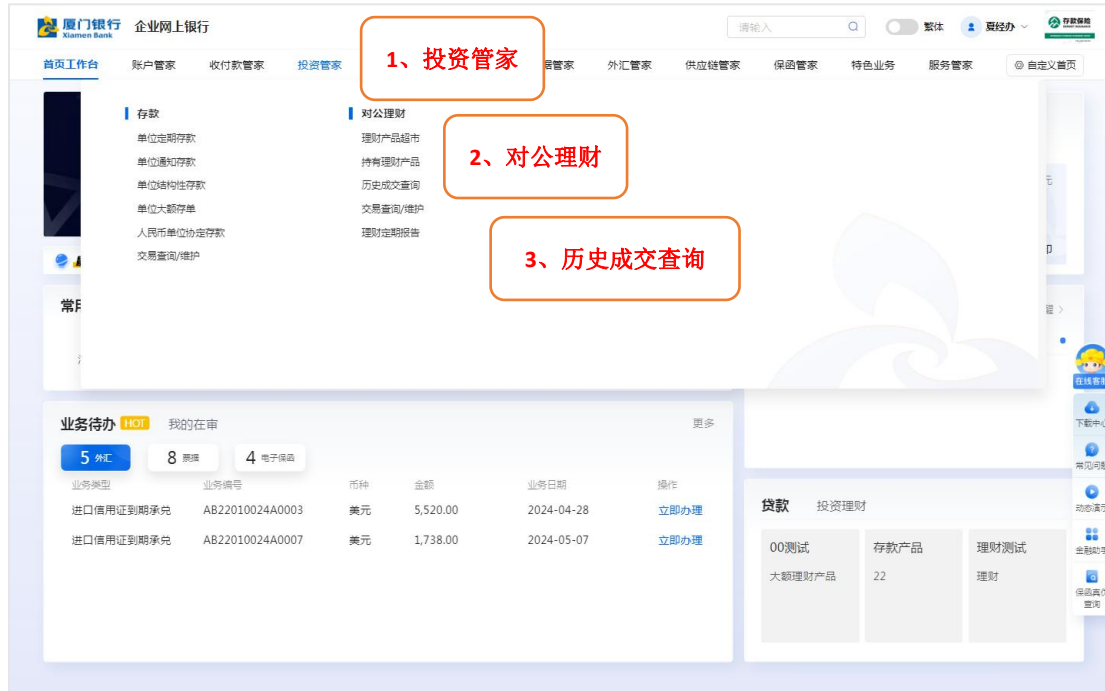 厦门银行 企业网上银行
Xiamen Bank
请输入
繁体
夏经办
存款保险
首页工作台 账户管家 收付款管家 投资管家 居管家 外汇管家 供应链管家 保函管家 特色业务 服务管家 自定义首页
1、投资管家
存款 对公理财
单位定期存款 理财产品超市
单位通知存款 持有理财产品
单位结构性存款 历史成交查询
单位大额存单 交易查询/维护
人民币单位协定存款 理财定期报告
交易查询/维护
2、对公理财
3、历史成交查询
元
印
常用
在线客服
下载中心
常见问题
动态演示
金融助手
保函真伪
查询
业务待办 HOT 我的在审 更多
5 外汇 8 票据 4 电子保函
业务类型 业务编号 币种 金额 业务日期 操作
进口信用证到期承兑 AB22010024A0003 美元 5,520.00 2024-04-28 立即办理
进口信用证到期承兑 AB22010024A0007 美元 1,738.00 2024-05-07 立即办理
贷款 投资理财
00测试 存款产品 理财测试
大额理财产品 22 理财